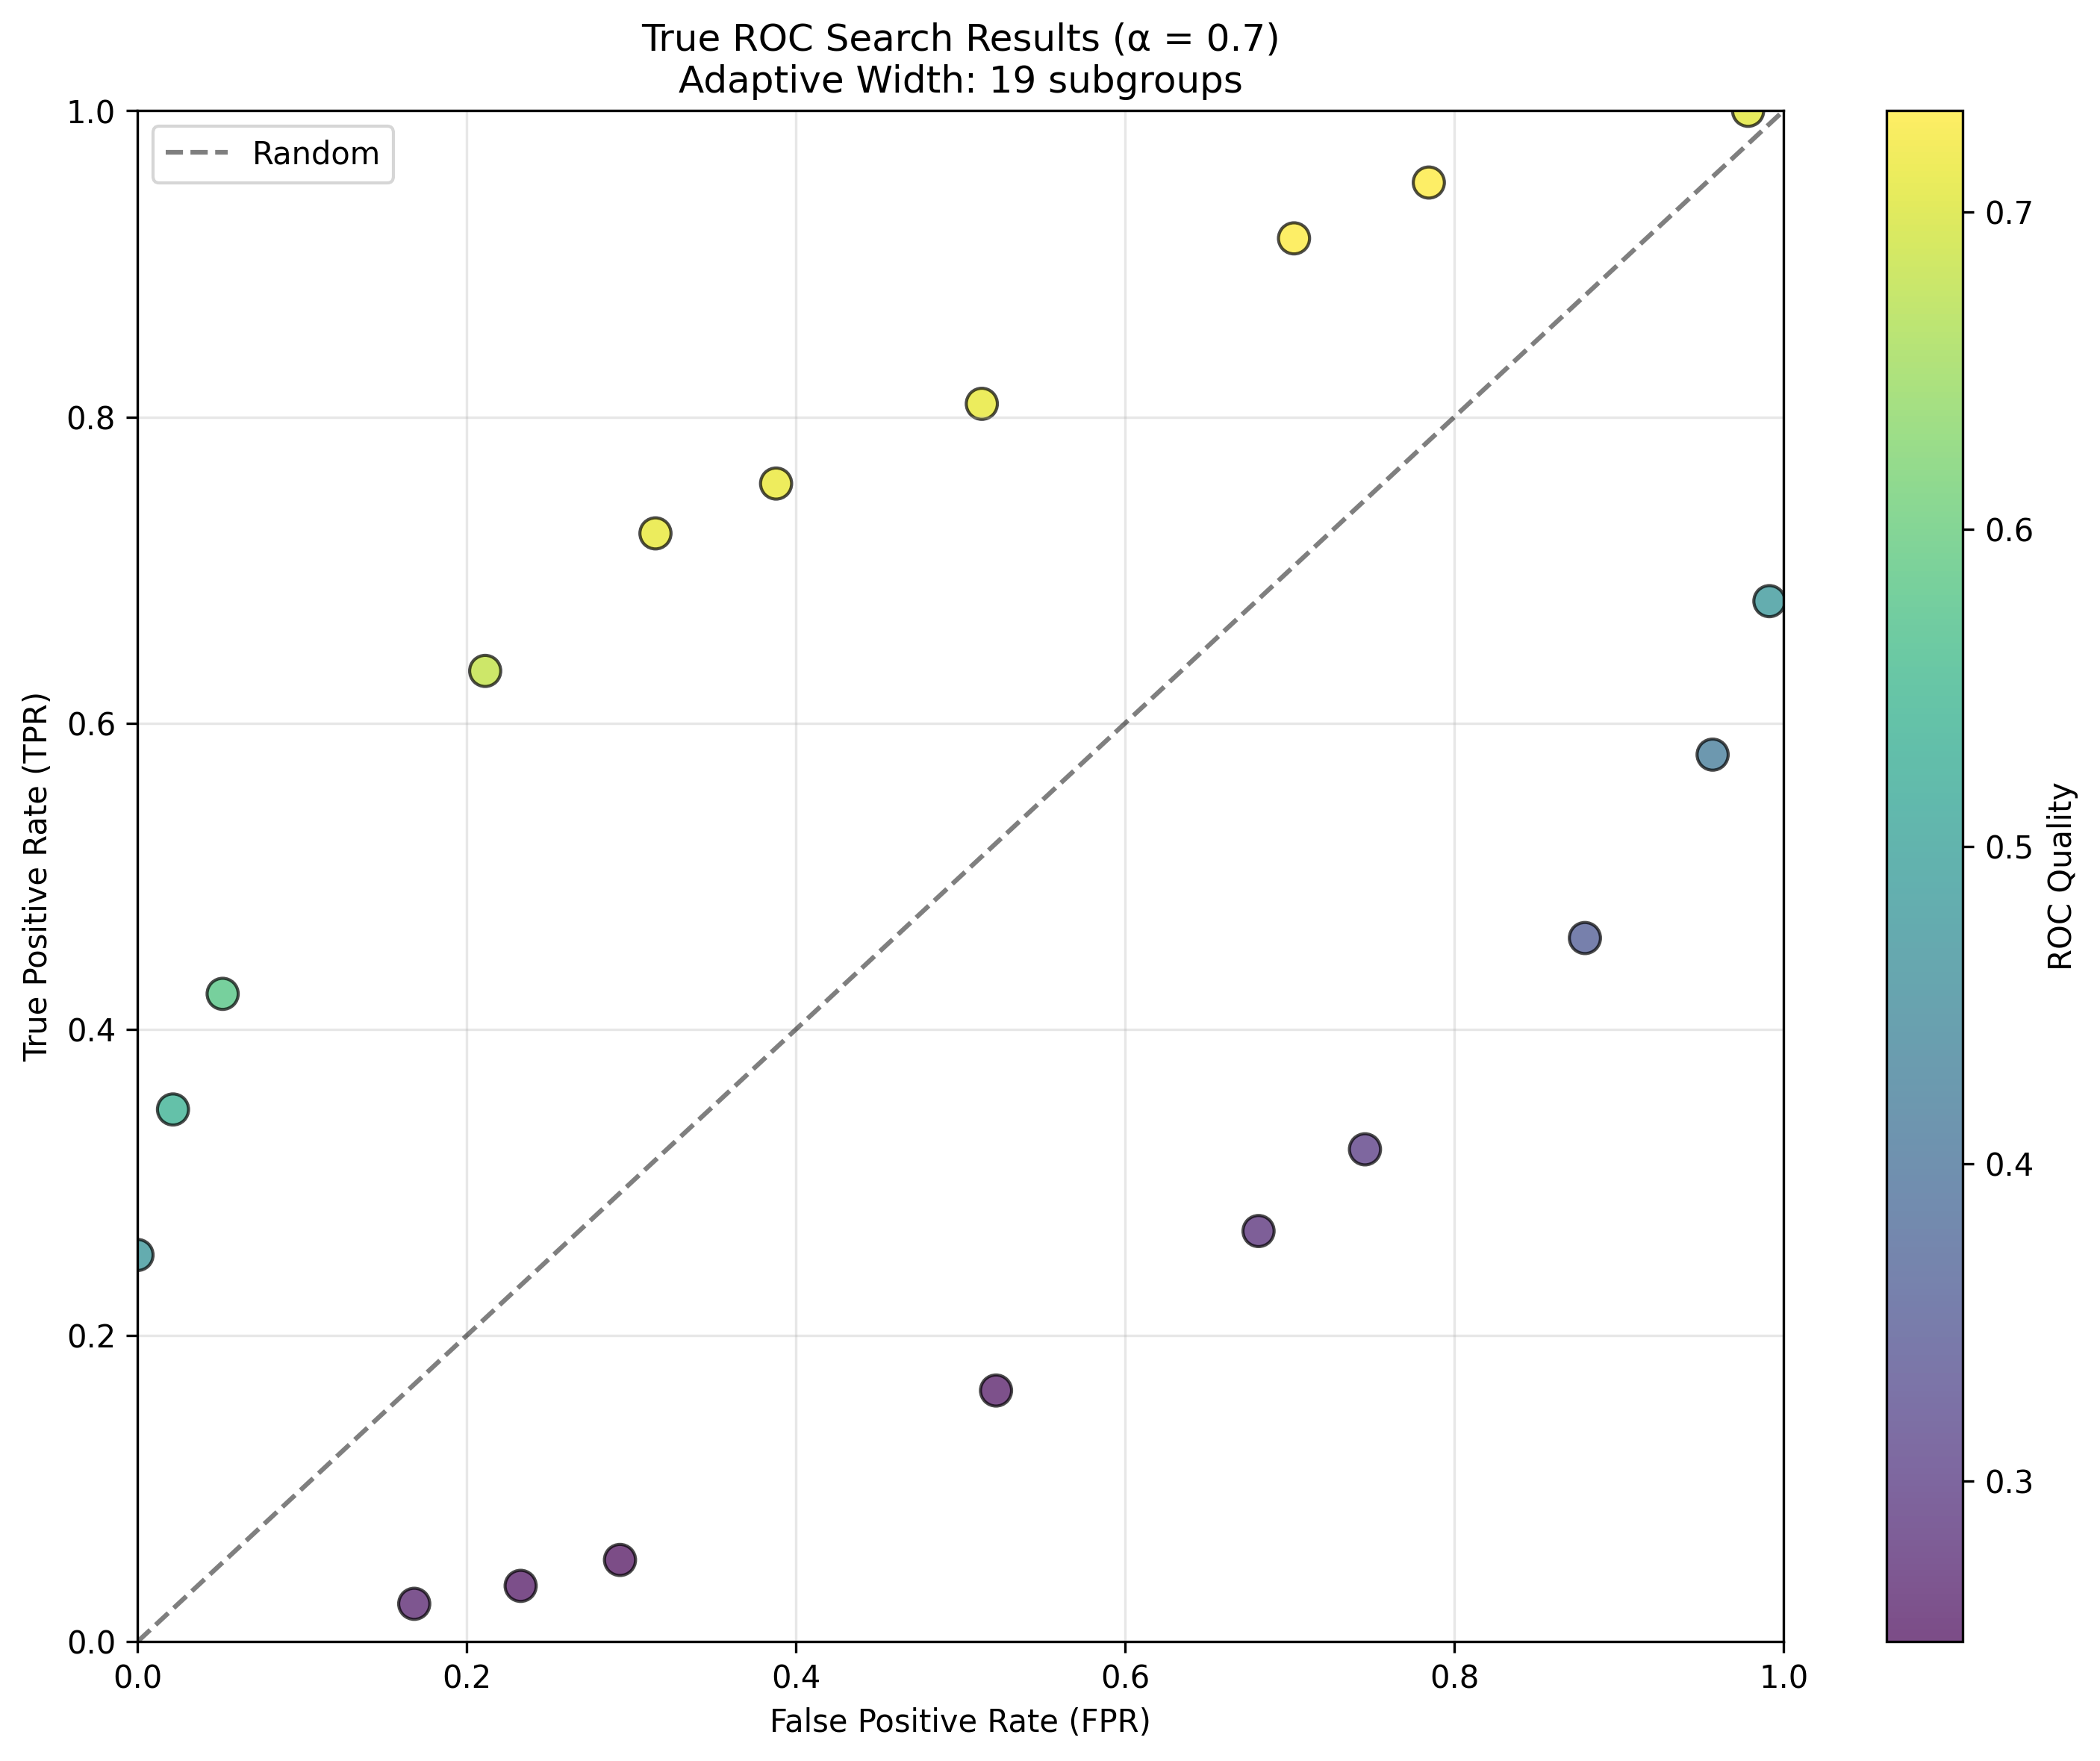 True ROC Search Results (α = 0.7)
Adaptive Width: 19 subgroups
Random
True Positive Rate (TPR)
1.0
0.8
0.6
0.4
0.2
0.0
0.0 0.2 0.4 0.6 0.8 1.0
False Positive Rate (FPR)
0.7
0.6
0.5
0.4
0.3
ROC Quality